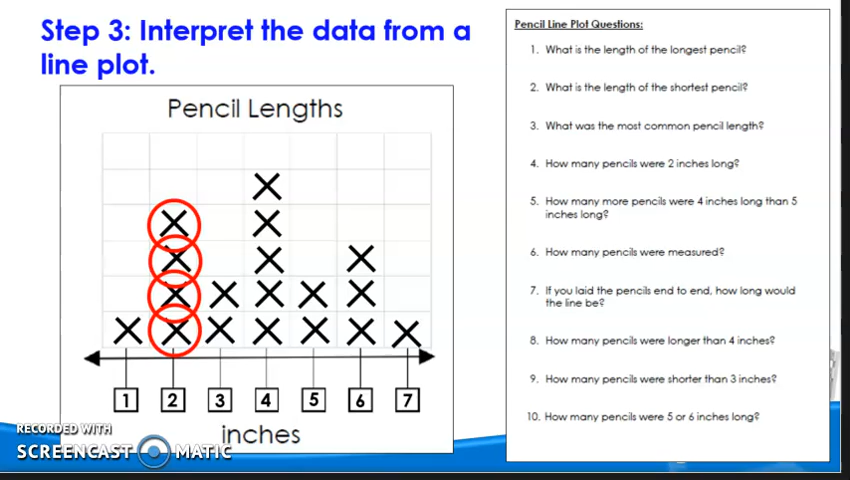 Step 3: Interpret the data from a
line plot.
Pencil Lengths
1 2 3 4 5 6 7
inches
RECORDED WITH
SCREENCAST MATIC
Pencil Line Plot Questions:
1. What is the length of the longest pencil?
2. What is the length of the shortest pencil?
3. What was the most common pencil length?
4. How many pencils were 2 inches long?
5. How many more pencils were 4 inches long than 5
inches long?
6. How many pencils were measured?
7. If you laid the pencils end to end, how long would
the line be?
8. How many pencils were longer than 4 inches?
9. How many pencils were shorter than 3 inches?
10. How many pencils were 5 or 6 inches long?